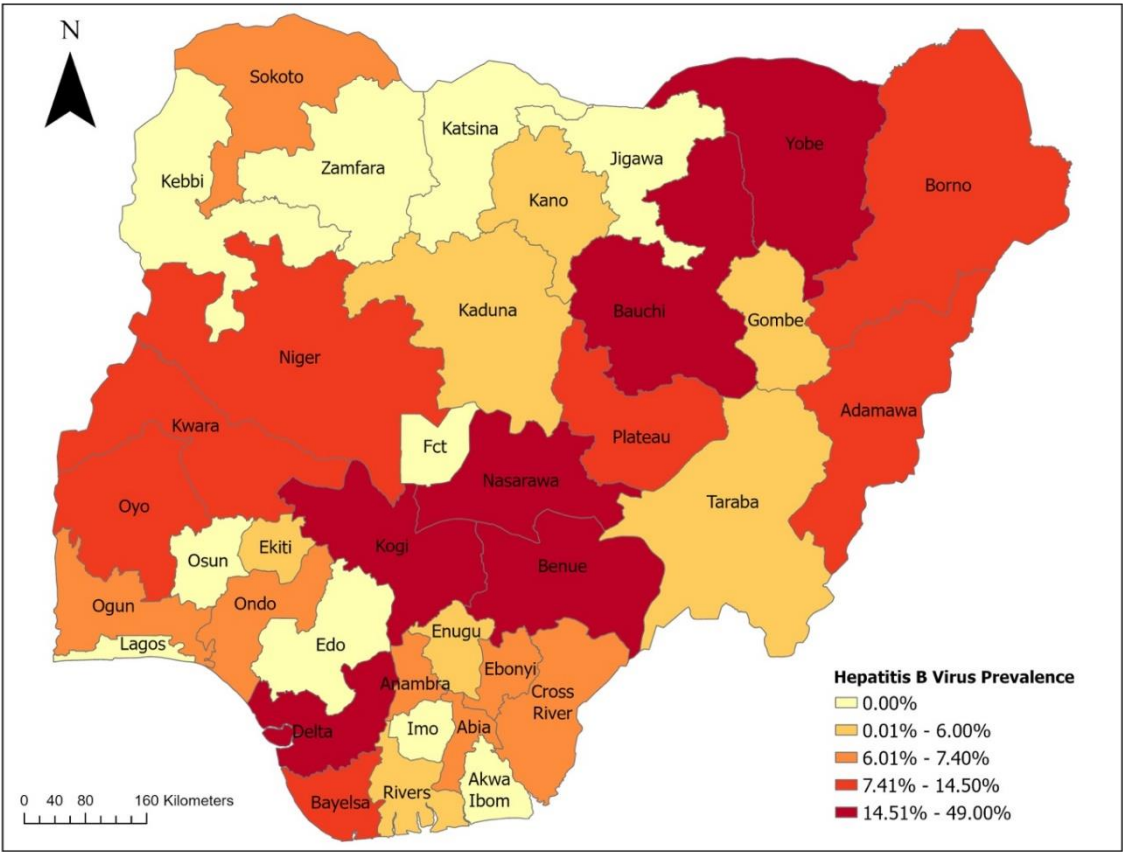 N
Sokoto
Katsina
Yobe
Jigawa
Zamfara
Kebbi
Borno
Kano
Kaduna
Bauchi
Gombe
Niger
Adamawa
Kwara
Plateau
Fct
Nasarawa
Taraba
Oyo
Kogi
Ekiti
Osun
Benue
Ogun
Ondo
Enugu
Lagos
Edo
Ebonyi
Anambra
Cross
River
Imo
Abia
Delta
Akwa
Ibom
Rivers
Bayelsa
Hepatitis B Virus Prevalence
0.00%
0.01% - 6.00%
6.01% - 7.40%
7.41% - 14.50%
14.51% - 49.00%
0 40 80 160 Kilometers